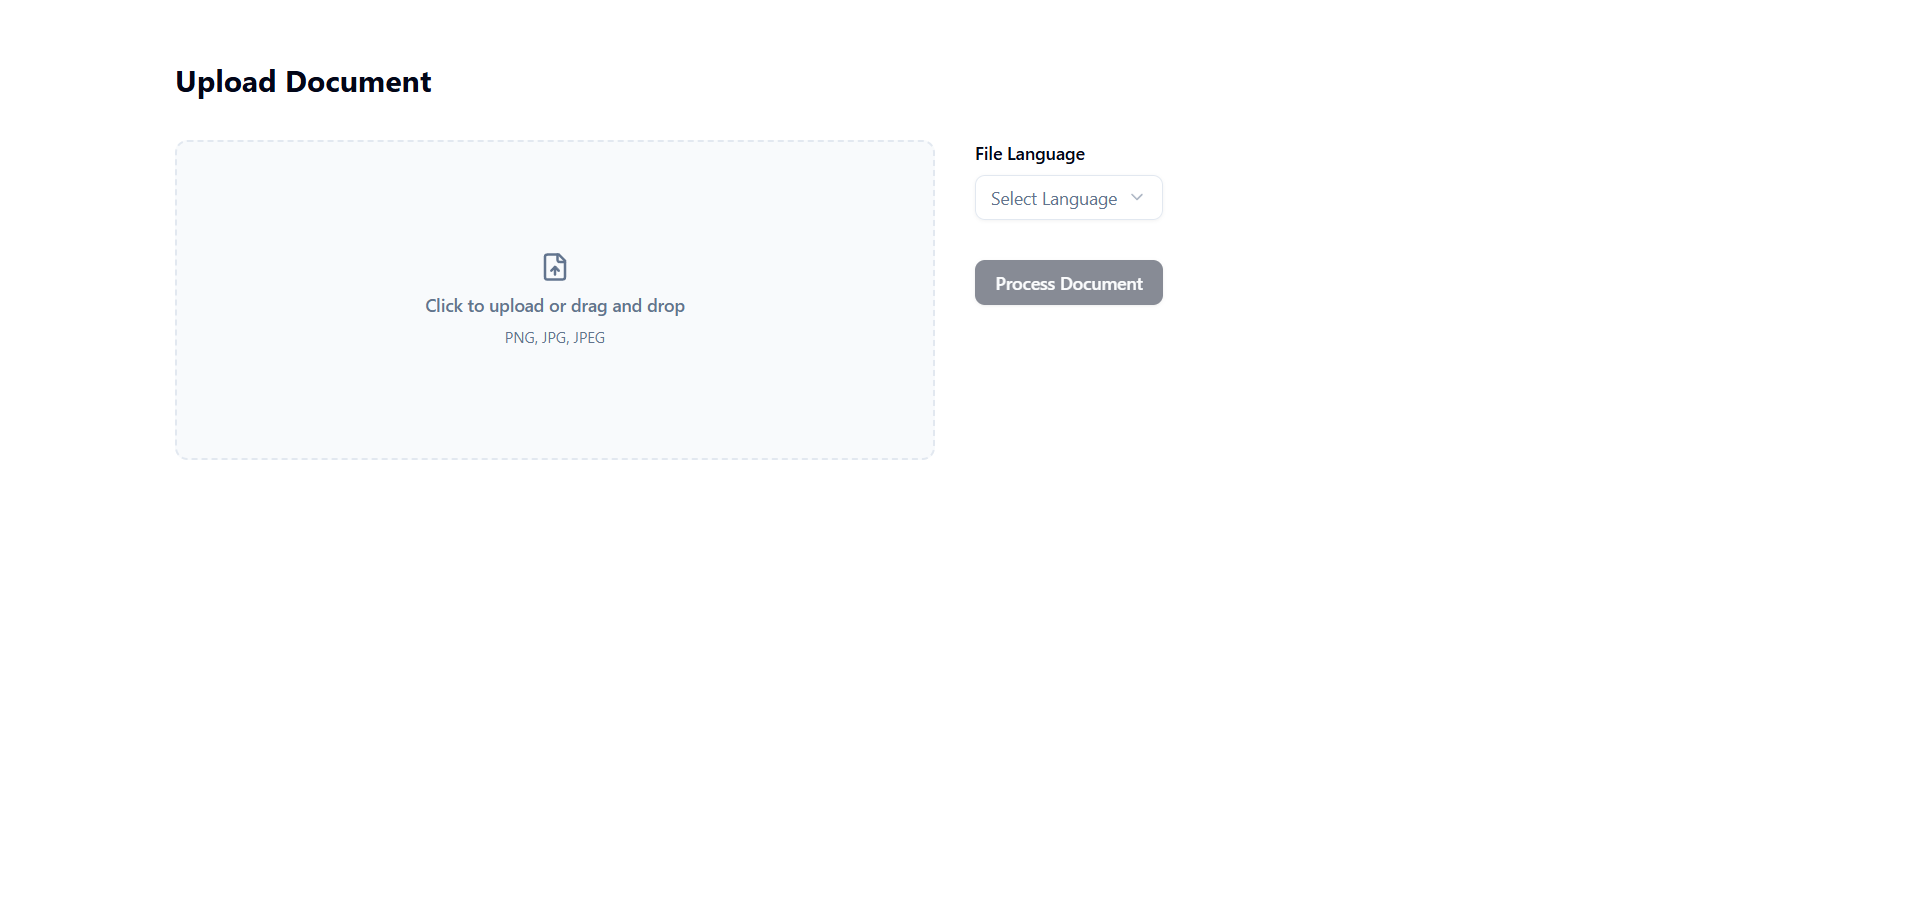 Upload Document
Click to upload or drag and drop
PNG, JPG, JPEG
File Language
Select Language
Process Document